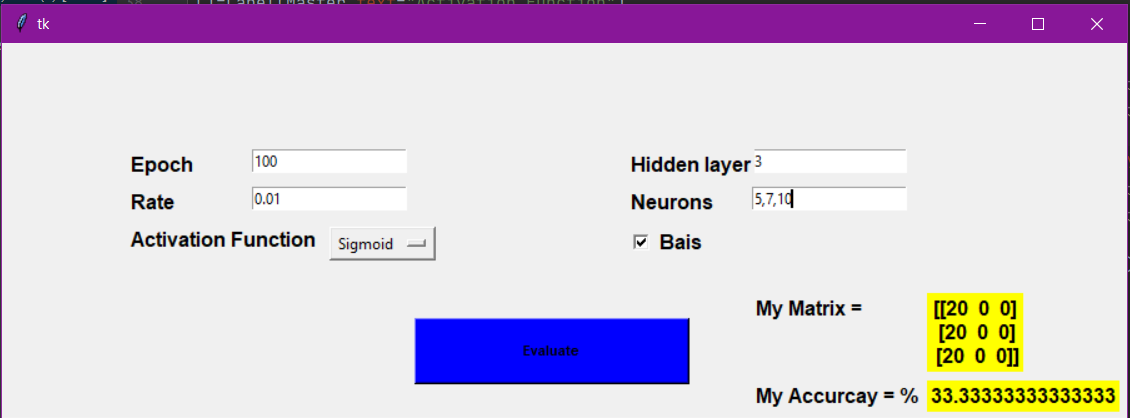 tk
Epoch 100 Hidden layer 3
Rate 0.01 Neurons 5,7,10
Activation Function Sigmoid Bais
My Matrix = [[20 0 0]
[20 0 0]
[20 0 0]]
Evaluate
My Accurcay = % 33.33333333333333